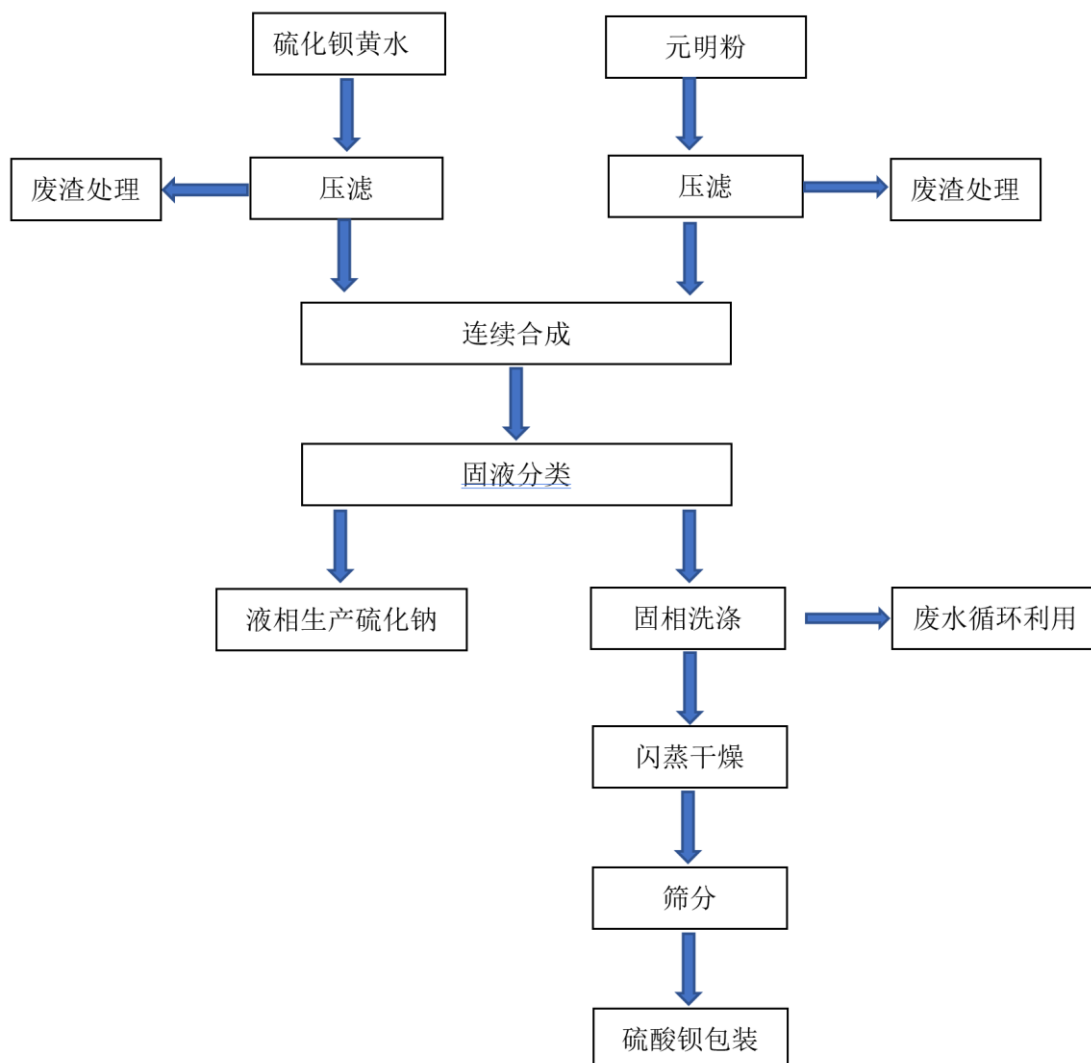 硫化钡黄水
元明粉
废渣处理
压滤
压滤
废渣处理
连续合成
固液分类
液相生产硫化钠
固相洗涤
废水循环利用
闪蒸干燥
筛分
硫酸钡包装